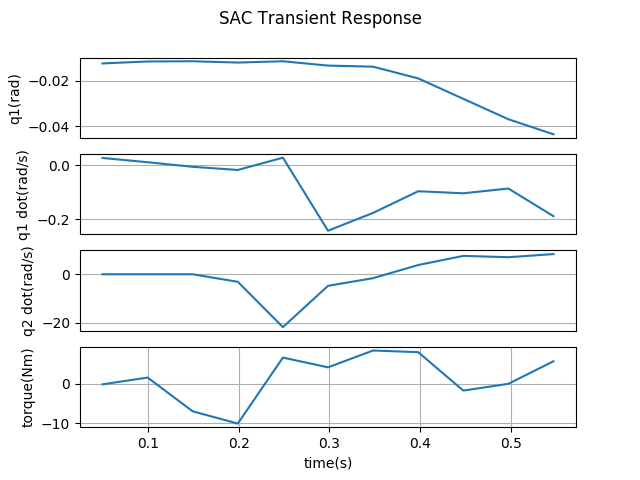 SAC Transient Response
q1(rad)
−0.02
−0.04
q1 dot(rad/s)
0.0
−0.2
q2 dot(rad/s)
0
−20
torque(Nm)
0
−10
0.1 0.2 0.3 0.4 0.5
time(s)